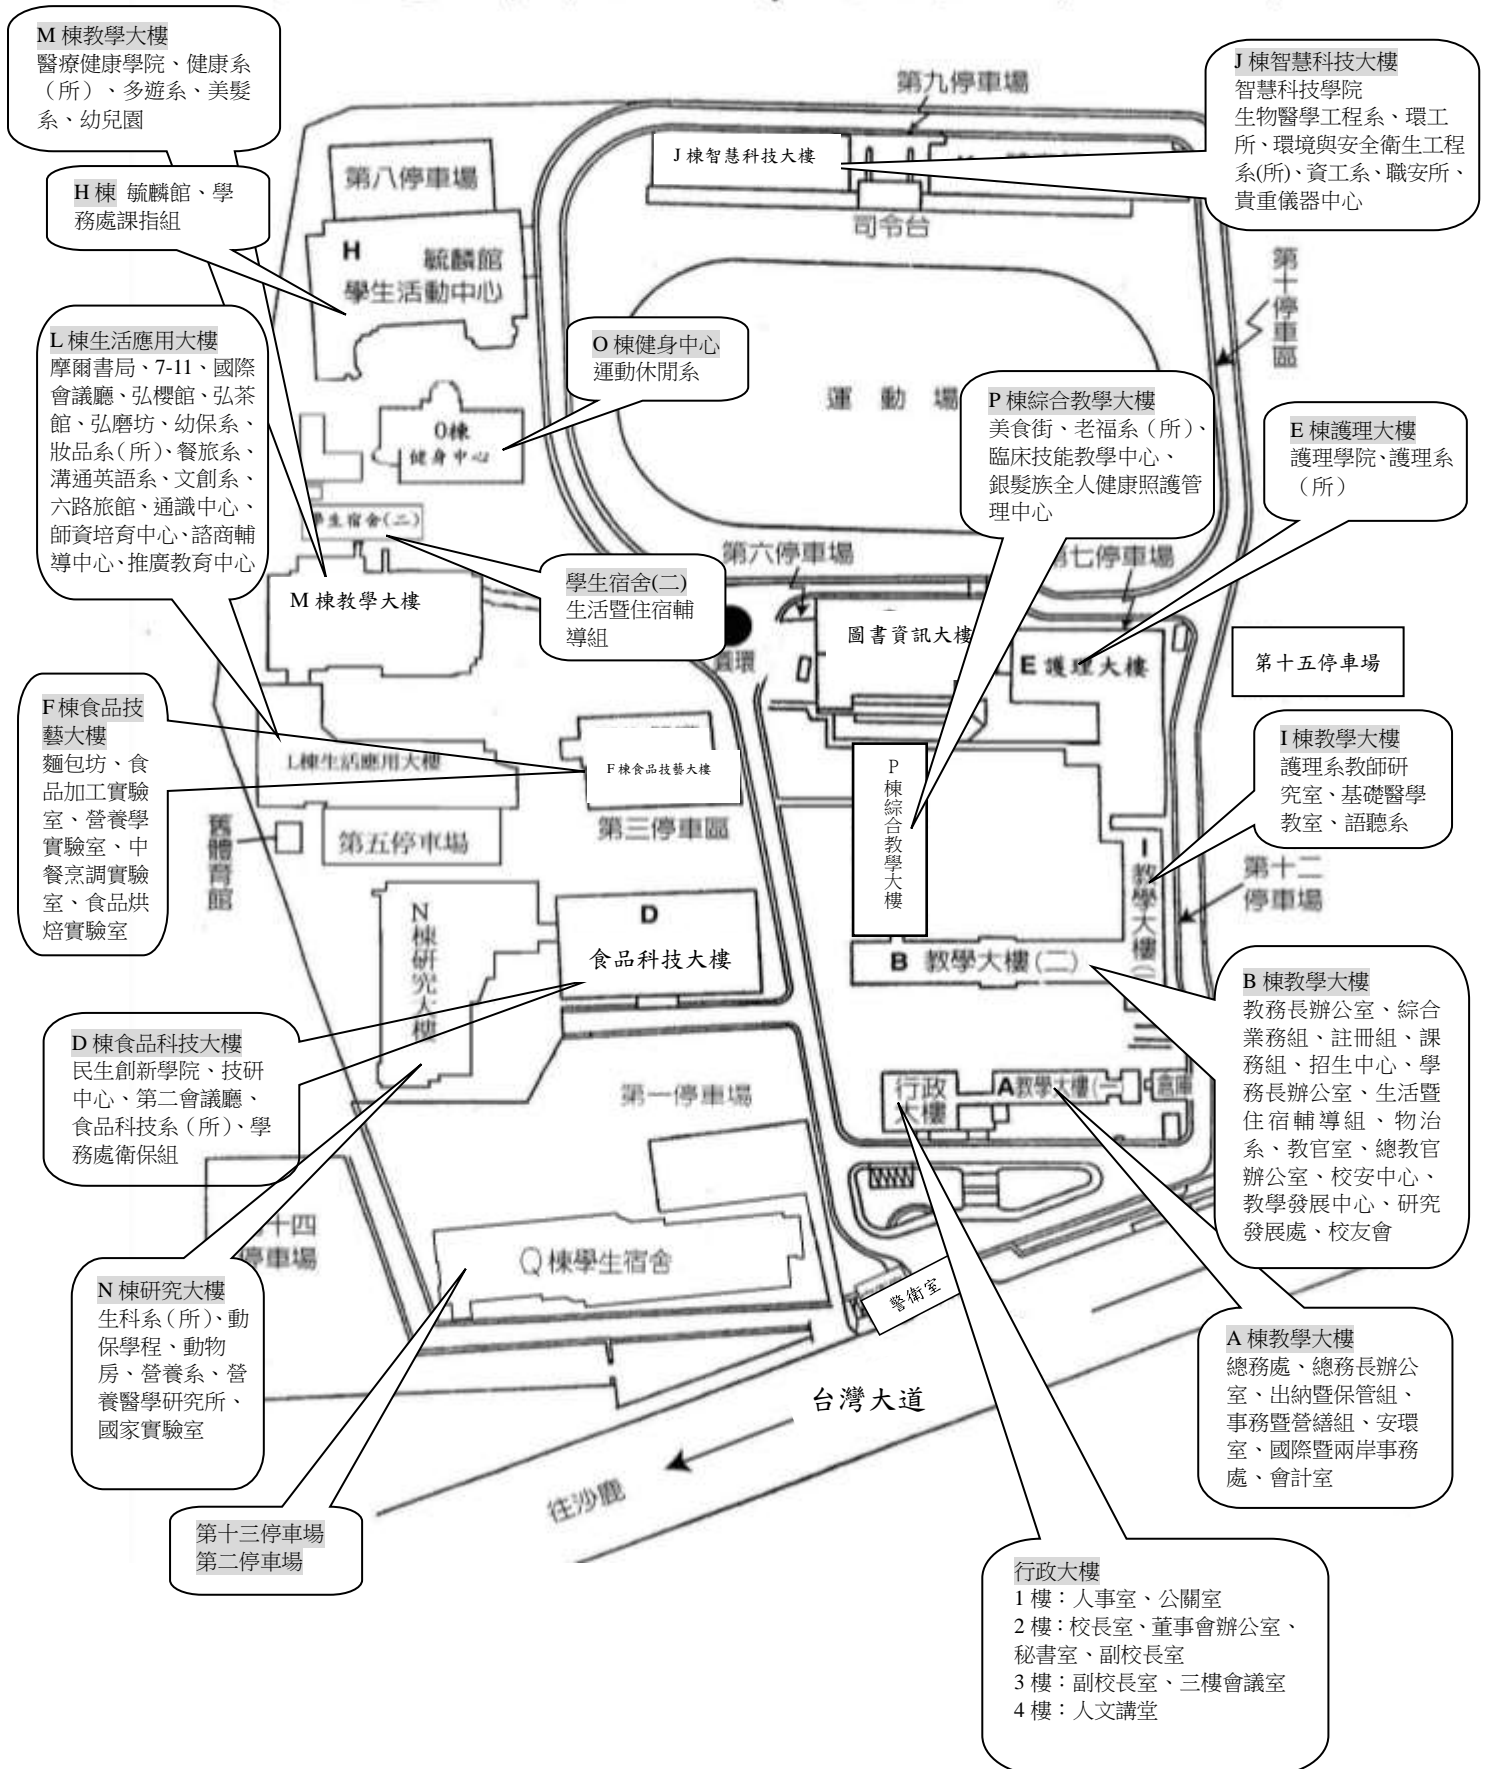 M 棟教學大樓
醫療健康學院、健康系
（所）、多遊系、美髮
系、幼兒園
H 棟 毓麟館、學
務處課指組
L 棟生活應用大樓
摩爾書局、7-11、國際
會議廳、弘櫻館、弘茶
館、弘磨坊、幼保系、
妝品系（所）、餐旅系、
溝通英語系、文創系、
六路旅館、通識中心、
師資培育中心、諮商輔
導中心、推廣教育中心
F 棟食品技
藝大樓
麵包坊、食
品加工實驗
室、營養學
實驗室、中
餐烹調實驗
室、食品烘
焙實驗室
D 棟食品科技大樓
民生創新學院、技研
中心、第二會議廳、
食品科技系（所）、學
務處衛保組
N 棟研究大樓
生科系（所）、動
保學程、動物
房、營養系、營
養醫學研究所、
國家實驗室
第十三停車場
第二停車場
O 棟健身中心
運動休閒系
學生宿舍(二)
生活暨住宿輔
導組
P 棟綜合教學大樓
美食街、老福系（所）、
臨床技能教學中心、
銀髮族全人健康照護管
理中心
J 棟智慧科技大樓
智慧科技學院
生物醫學工程系、環工
所、環境與安全衛生工程
系(所)、資工系、職安所、
貴重儀器中心
E 棟護理大樓
護理學院、護理系
（所）
I 棟教學大樓
護理系教師研
究室、基礎醫學
教室、語聽系
B 棟教學大樓
教務長辦公室、綜合
業務組、註冊組、課
務組、招生中心、學
務長辦公室、生活暨
住宿輔導組、物治
系、教官室、總教官
辦公室、校安中心、
教學發展中心、研究
發展處、校友會
A 棟教學大樓
總務處、總務長辦公
室、出納暨保管組、
事務暨營繕組、安環
室、國際暨兩岸事務
處、會計室
行政大樓
1 樓：人事室、公關室
2 樓：校長室、董事會辦公室、
秘書室、副校長室
3 樓：副校長室、三樓會議室
4 樓：人文講堂
第九停車場
J 棟智慧科技大樓
司令台
第八停車場
H 毓麟館
學生活動中心
第十停車區
運動場
O棟
健身中心
學生宿舍(二)
M 棟教學大樓
第六停車場
第七停車場
圖書資訊大樓
圓環
E 護理大樓
第十五停車場
L棟生活應用大樓
F 棟食品技藝大樓
第三停車區
第五停車場
舊體育館
P棟綜合教學大樓
I 教學大樓(
第十二
停車場
N棟研究大樓
D
食品科技大樓
B 教學大樓(二)
行政
大樓
A教學大樓(一
倉庫
第一停車場
十四
停車場
Q棟學生宿舍
警衛室
台灣大道
往沙鹿